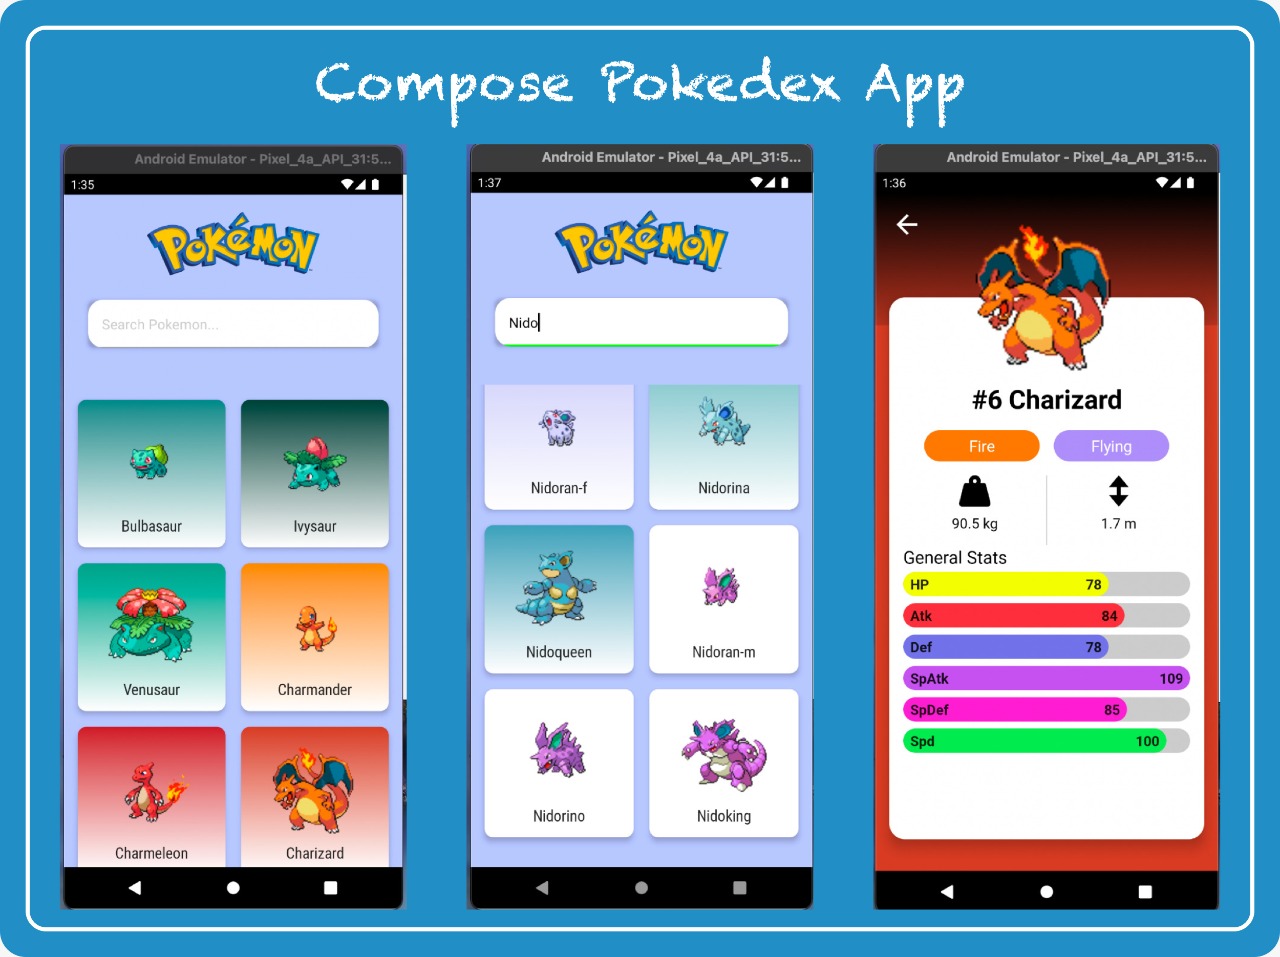 Compose Pokedex App
Android Emulator - Pixel_4a_API_31:5...
1:35
POKéMON
Search Pokemon...
Bulbasaur
Ivysaur
Venusaur
Charmander
Charmeleon
Charizard
Android Emulator - Pixel_4a_API_31:5...
1:37
POKéMON
Nido
Nidoran-f
Nidorina
Nidoqueen
Nidoran-m
Nidorino
Nidoking
Android Emulator - Pixel_4a_API_31:5...
1:36
#6 Charizard
Fire
Flying
90.5 kg
1.7 m
General Stats
HP 78
Atk 84
Def 78
SpAtk 109
SpDef 85
Spd 100